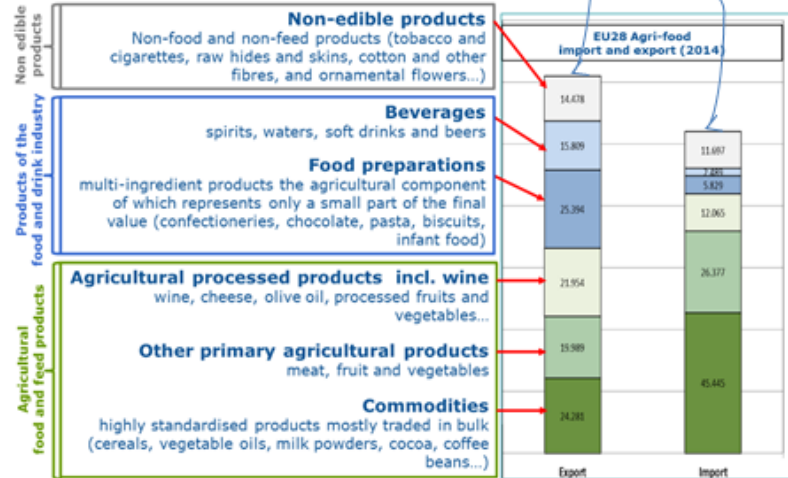 Non edible
products
Non-edible products
Non-food and non-feed products (tobacco and
cigarettes, raw hides and skins, cotton and other
fibres, and ornamental flowers...)
Products of the
food and drink industry
Beverages
spirits, waters, soft drinks and beers
Food preparations
multi-ingredient products the agricultural component
of which represents only a small part of the final
value (confectioneries, chocolate, pasta, biscuits,
infant food)
Agricultural
food and feed products
Agricultural processed products incl. wine
wine, cheese, olive oil, processed fruits and
vegetables...
Other primary agricultural products
meat, fruit and vegetables
Commodities
highly standardised products mostly traded in bulk
(cereals, vegetable oils, milk powders, cocoa, coffee
beans...)
EU28 Agri-food
import and export (2014)
14.478
15.809
25.394
21.954
19.989
24.281
Export
11.697
5.829
12.065
26.377
45.445
Import